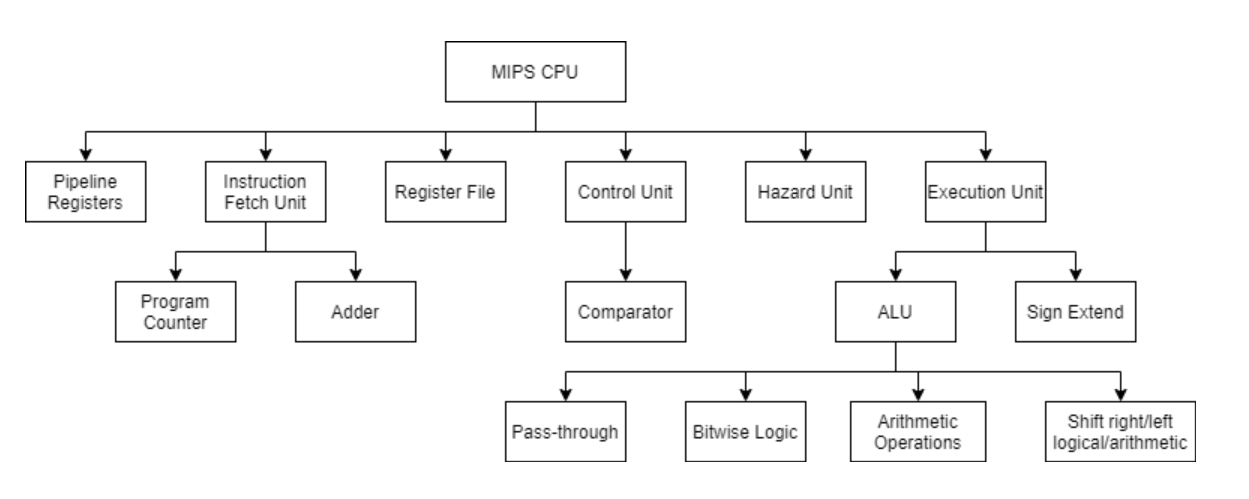 MIPS CPU
Pipeline
Registers
Instruction
Fetch Unit
Register File
Control Unit
Hazard Unit
Execution Unit
Program
Counter
Adder
Comparator
ALU
Sign Extend
Pass-through
Bitwise Logic
Arithmetic
Operations
Shift right/left
logical/arithmetic